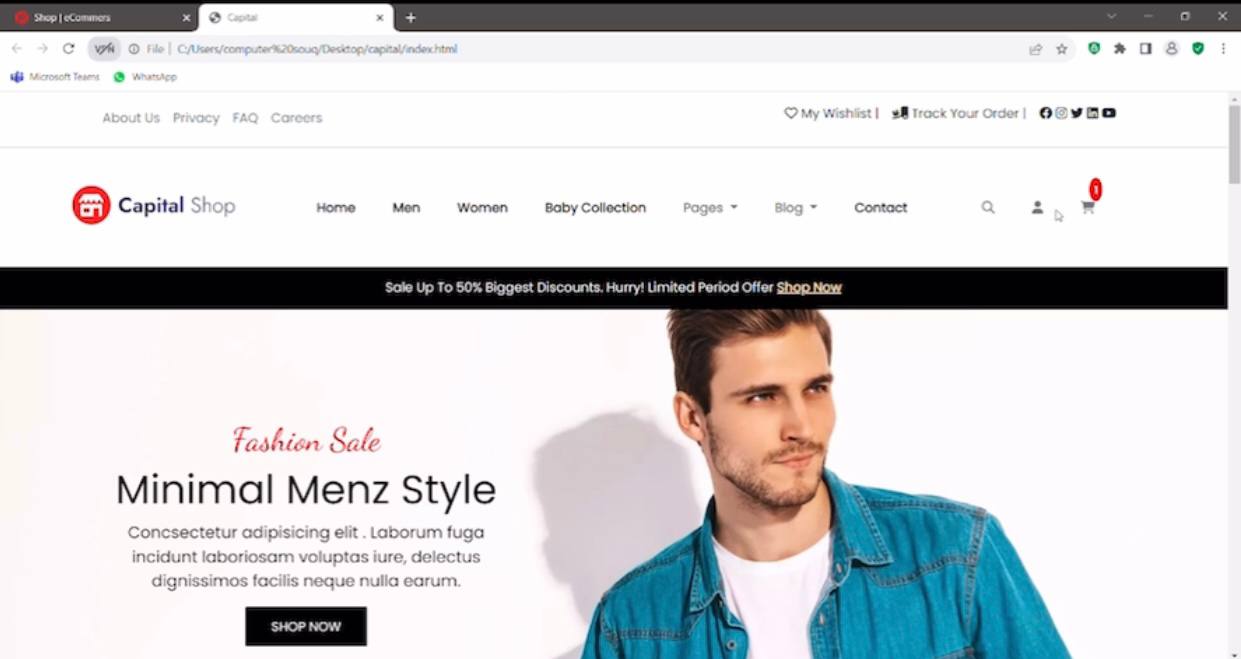 Shop | eCommers
Capital
VPN
File | C:/Users/computer%20souq/Desktop/capital/index.html
Microsoft Teams
WhatsApp
About Us Privacy FAQ Careers
My Wishlist | Track Your Order |
Capital Shop
Home Men Women Baby Collection Pages Blog Contact
1
Sale Up To 50% Biggest Discounts. Hurry! Limited Period Offer Shop Now
Fashion Sale
Minimal Menz Style
Concsectetur adipisicing elit . Laborum fuga
incidunt laboriosam voluptas iure, delectus
dignissimos facilis neque nulla earum.
SHOP NOW